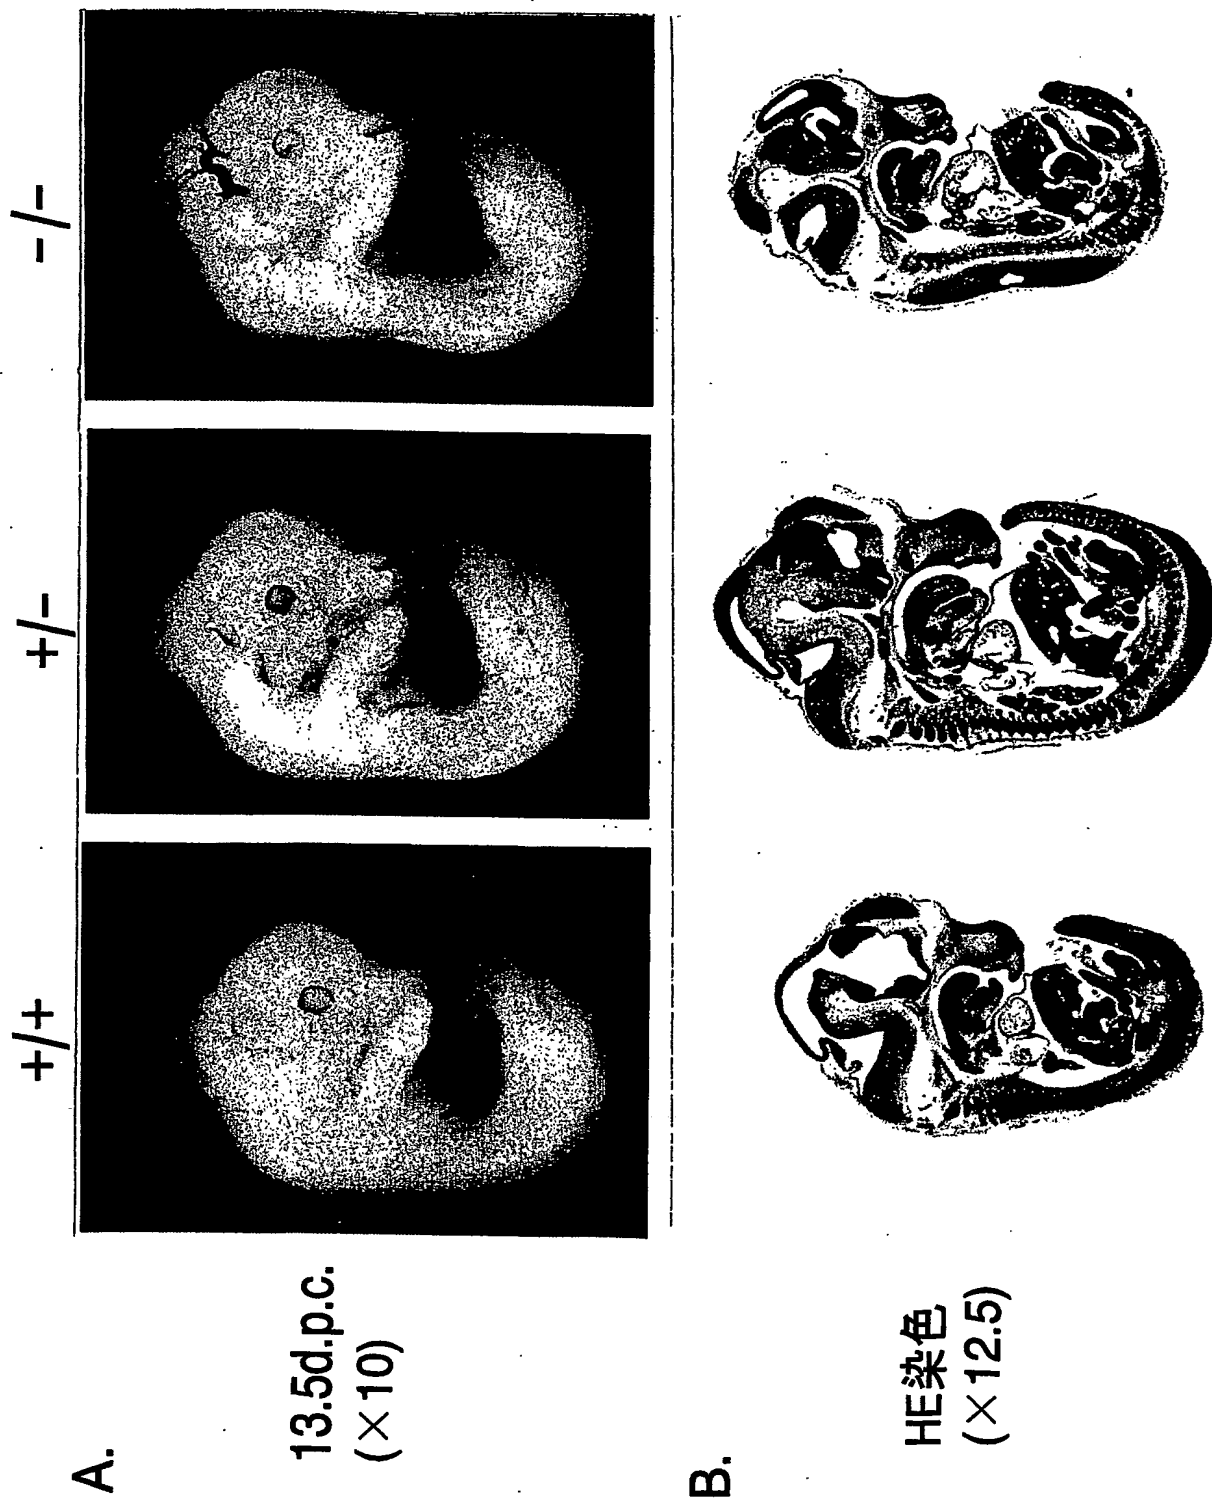 +/+
+/-
-/-
A.
13.5d.p.c.
(×10)
B.
HE染色
(×12.5)